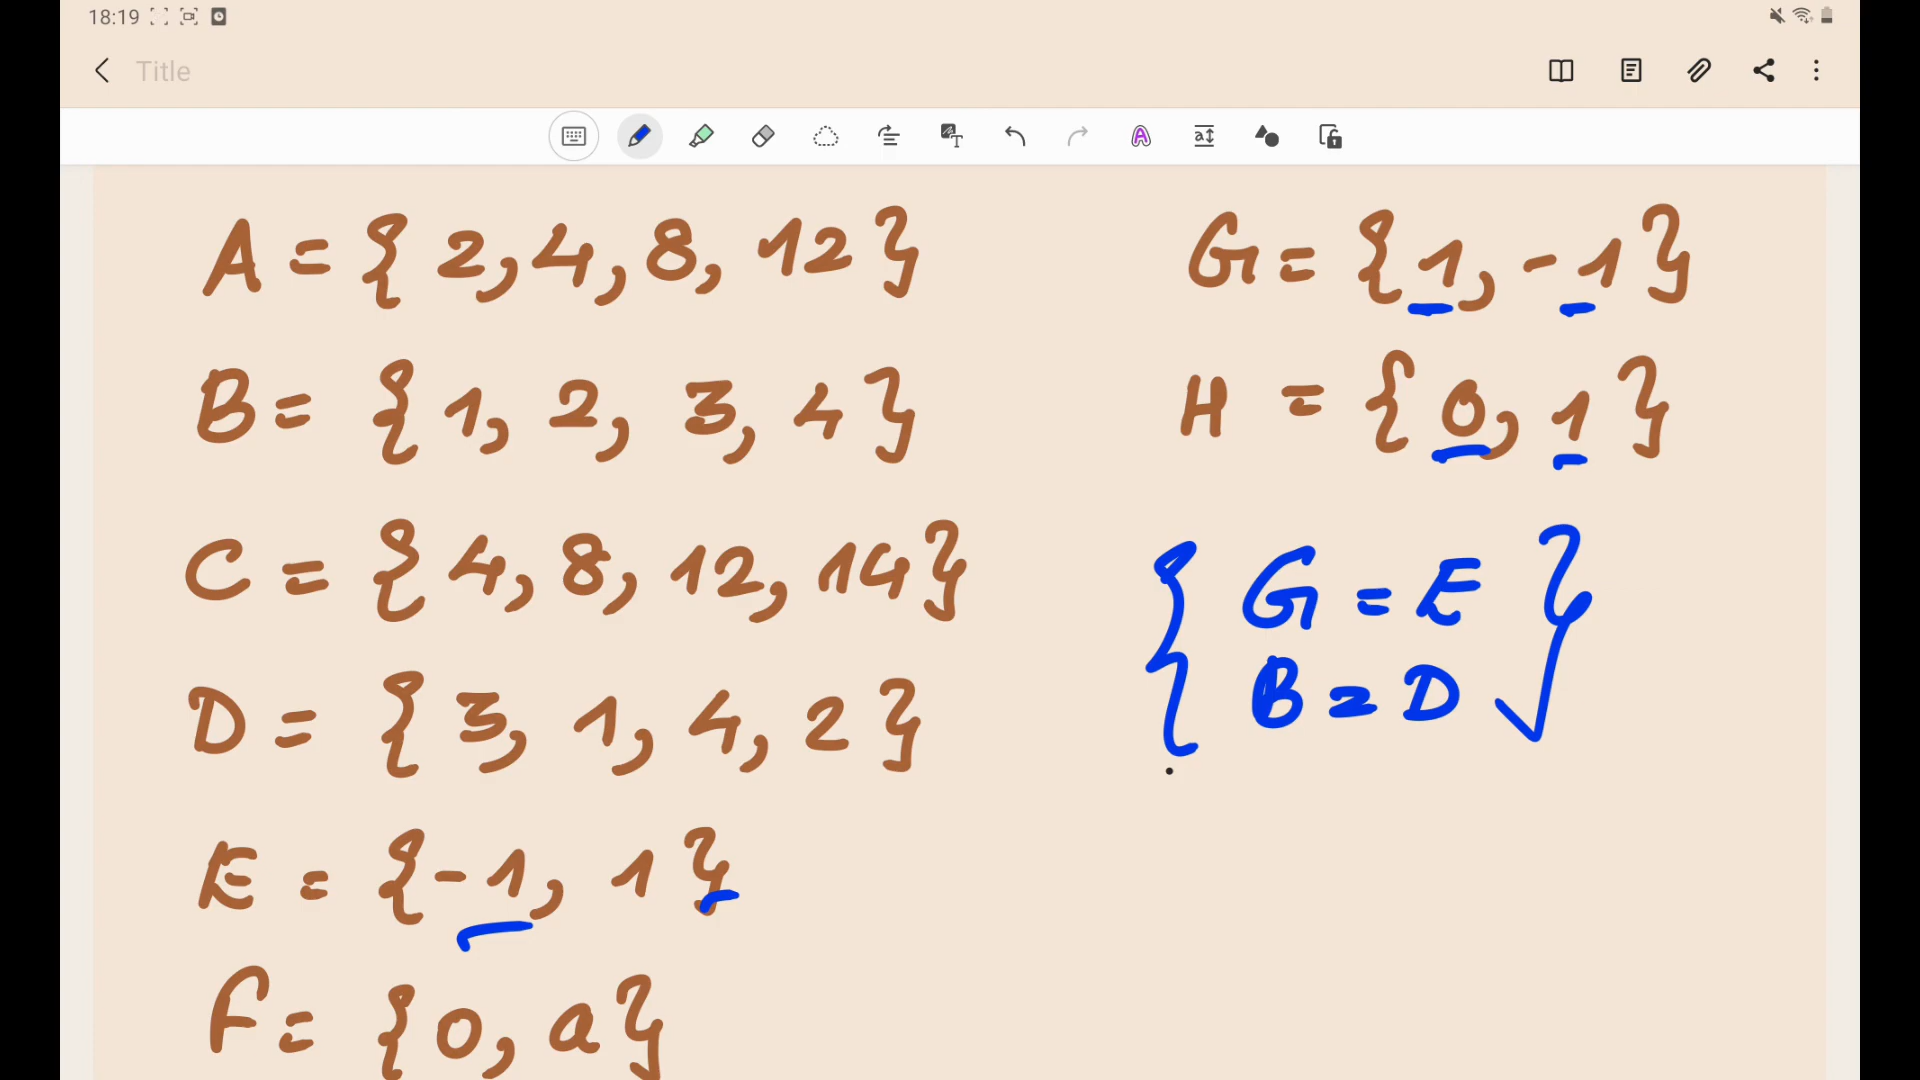 18:19
Title
A = { 2, 4, 8, 12 }
B = { 1, 2, 3, 4 }
C = { 4, 8, 12, 14 }
D = { 3, 1, 4, 2 }
E = { -1, 1 }
F = { 0, a }
G = { 1, -1 }
H = { 0, 1 }
{ G = E }
B = D √